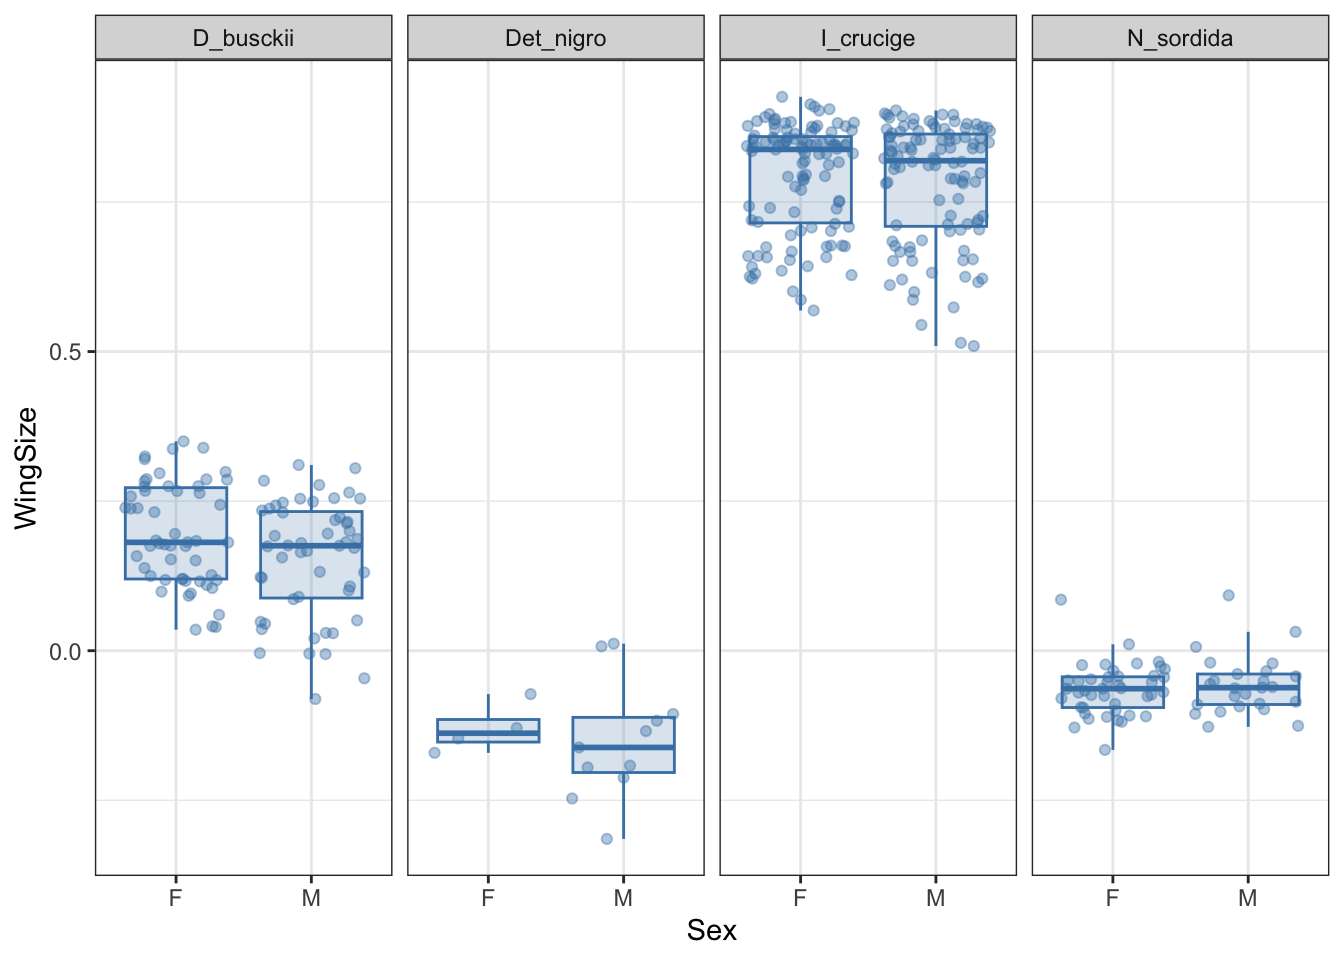 D_busckii Det_nigro I_crucige N_sordida
WingSize
0.5
0.0
F M F M F M F M
Sex